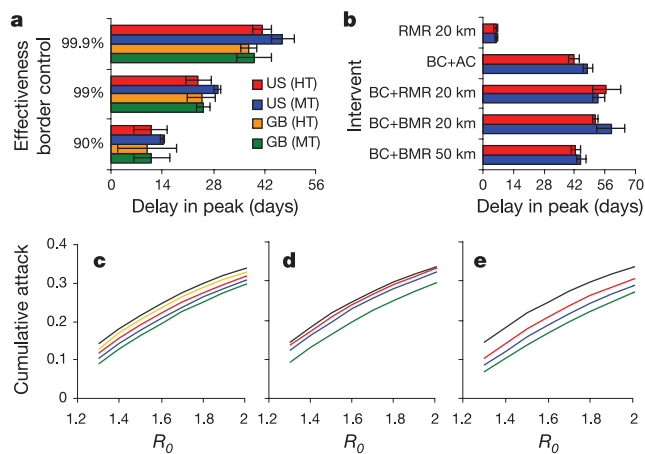 a
Effectiveness
border control
99.9%
99%
90%
US (HT)
US (MT)
GB (HT)
GB (MT)
0 14 28 42 56
Delay in peak (days)
b
Intervent
RMR 20 km
BC+AC
BC+RMR 20 km
BC+BMR 20 km
BC+BMR 50 km
0 14 28 42 56 70
Delay in peak (days)
Cumulative attack
0.4
0.3
0.2
0.1
0
c
1.2 1.4 1.6 1.8 2
R0
d
1.2 1.4 1.6 1.8 2
R0
e
1.2 1.4 1.6 1.8 2
R0